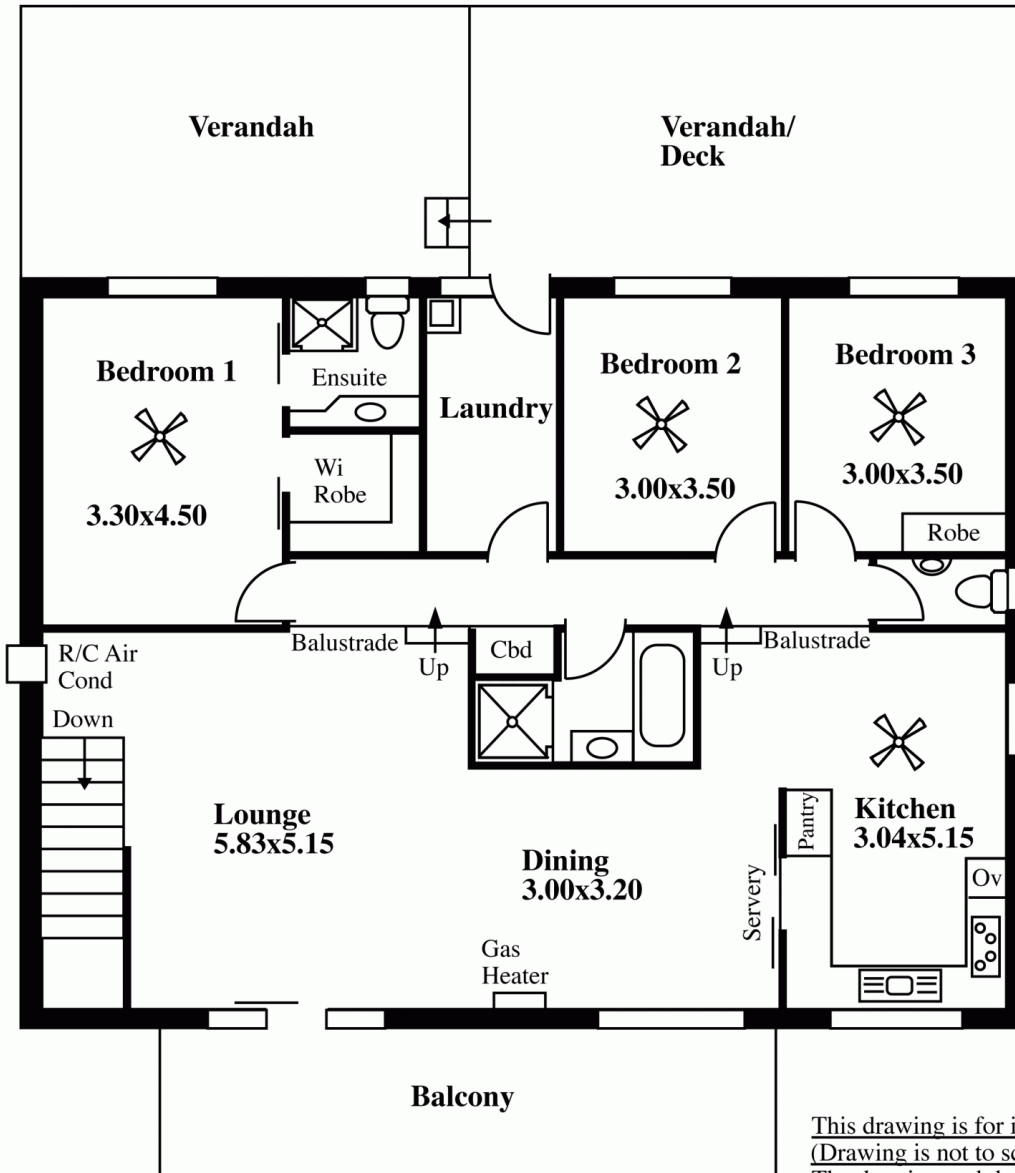 Verandah
Verandah/
Deck
Bedroom 1
3.30x4.50
Ensuite
Wi
Robe
Laundry
Bedroom 2
3.00x3.50
Bedroom 3
3.00x3.50
Robe
R/C Air
Cond
Down
Balustrade
Up
Cbd
Up
Balustrade
Lounge
5.83x5.15
Dining
3.00x3.20
Gas
Heater
Servery
Pantry
Kitchen
3.04x5.15
Ov
Balcony
This drawing is for
(Drawing is not to